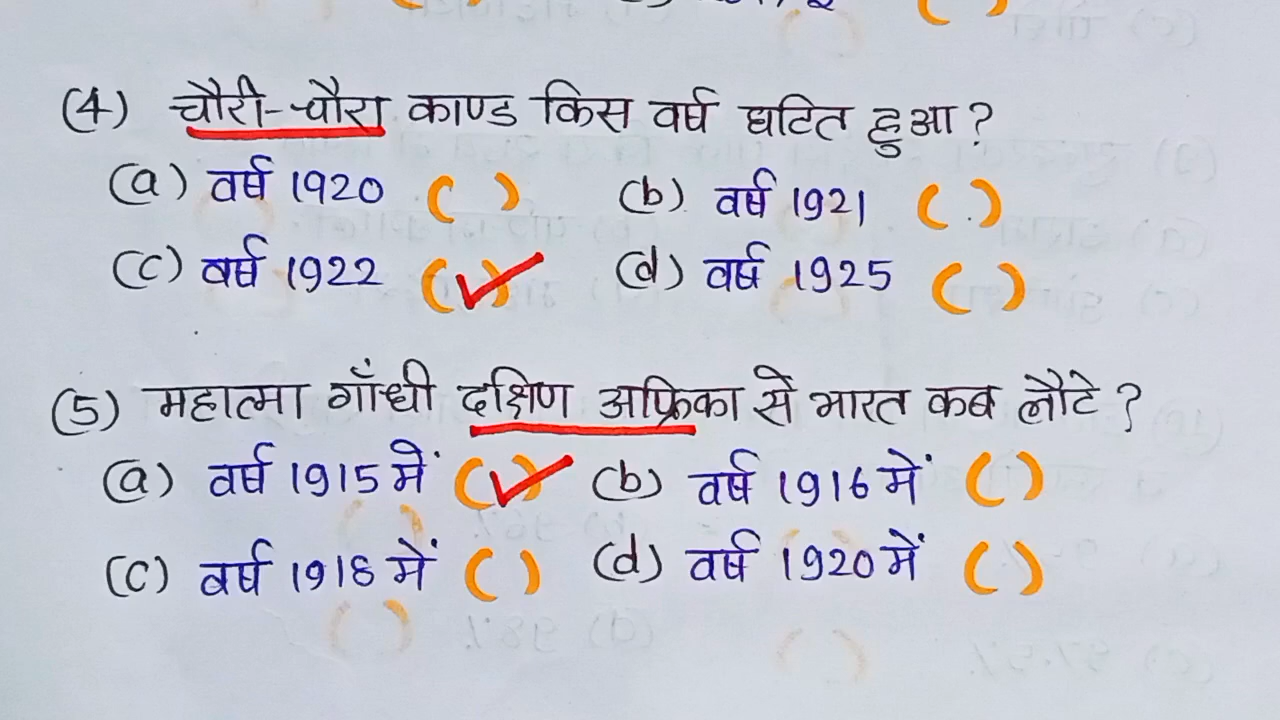 (4) चौरी-चौरा काण्ड किस वर्ष घटित हुआ?
(a) वर्ष 1920 ( ) (b) वर्ष 1921 ( )
(c) वर्ष 1922 (✓) (d) वर्ष 1925 ( )
(5) महात्मा गाँधी दक्षिण अफ्रिका से भारत कब लौटे?
(a) वर्ष 1915 में (✓) (b) वर्ष 1916 में ( )
(c) वर्ष 1918 में ( ) (d) वर्ष 1920 में ( )